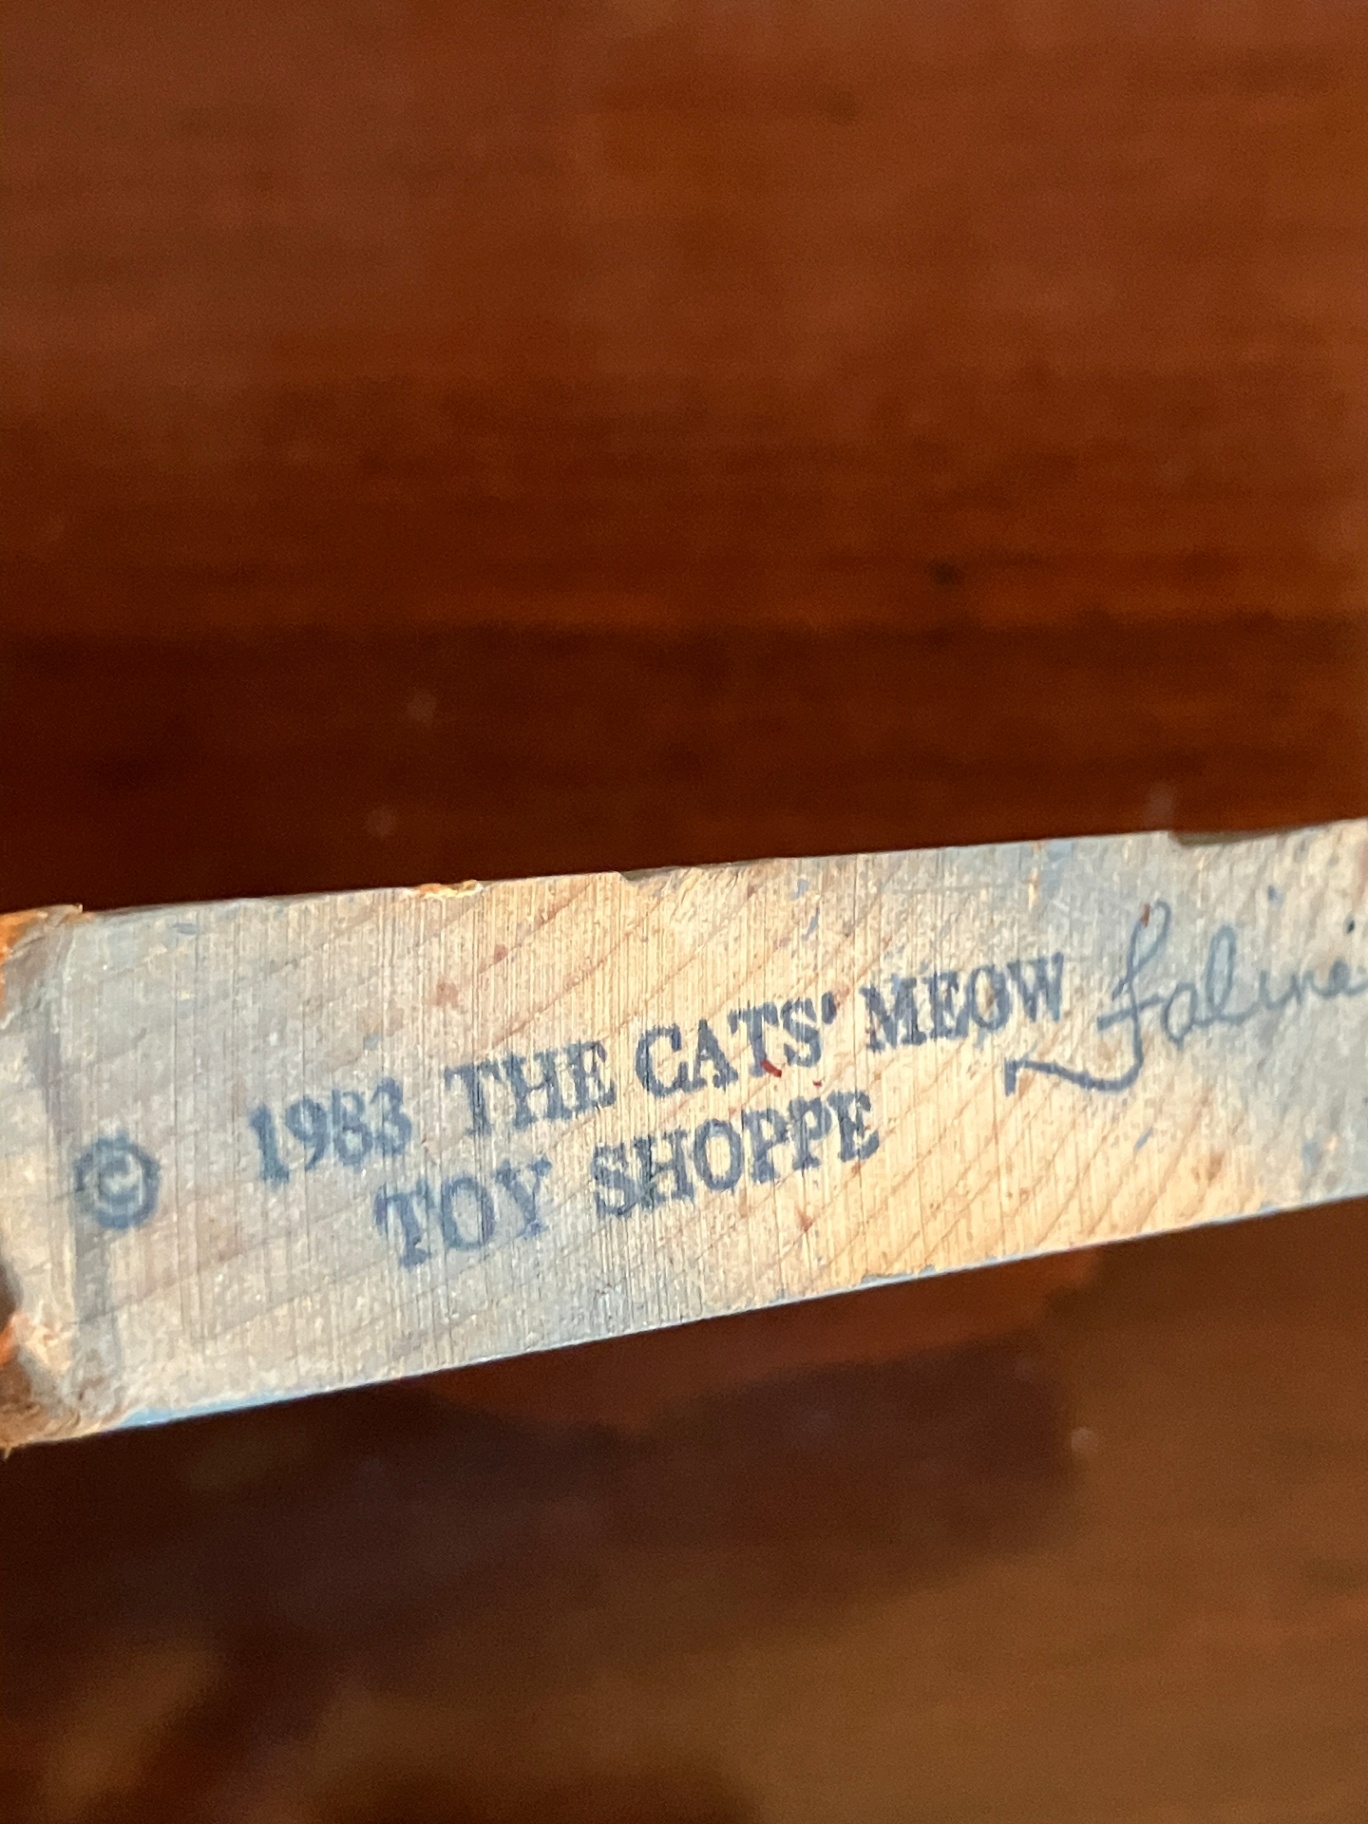 © 1983 THE CATS' MEOW
TOY SHOPPE